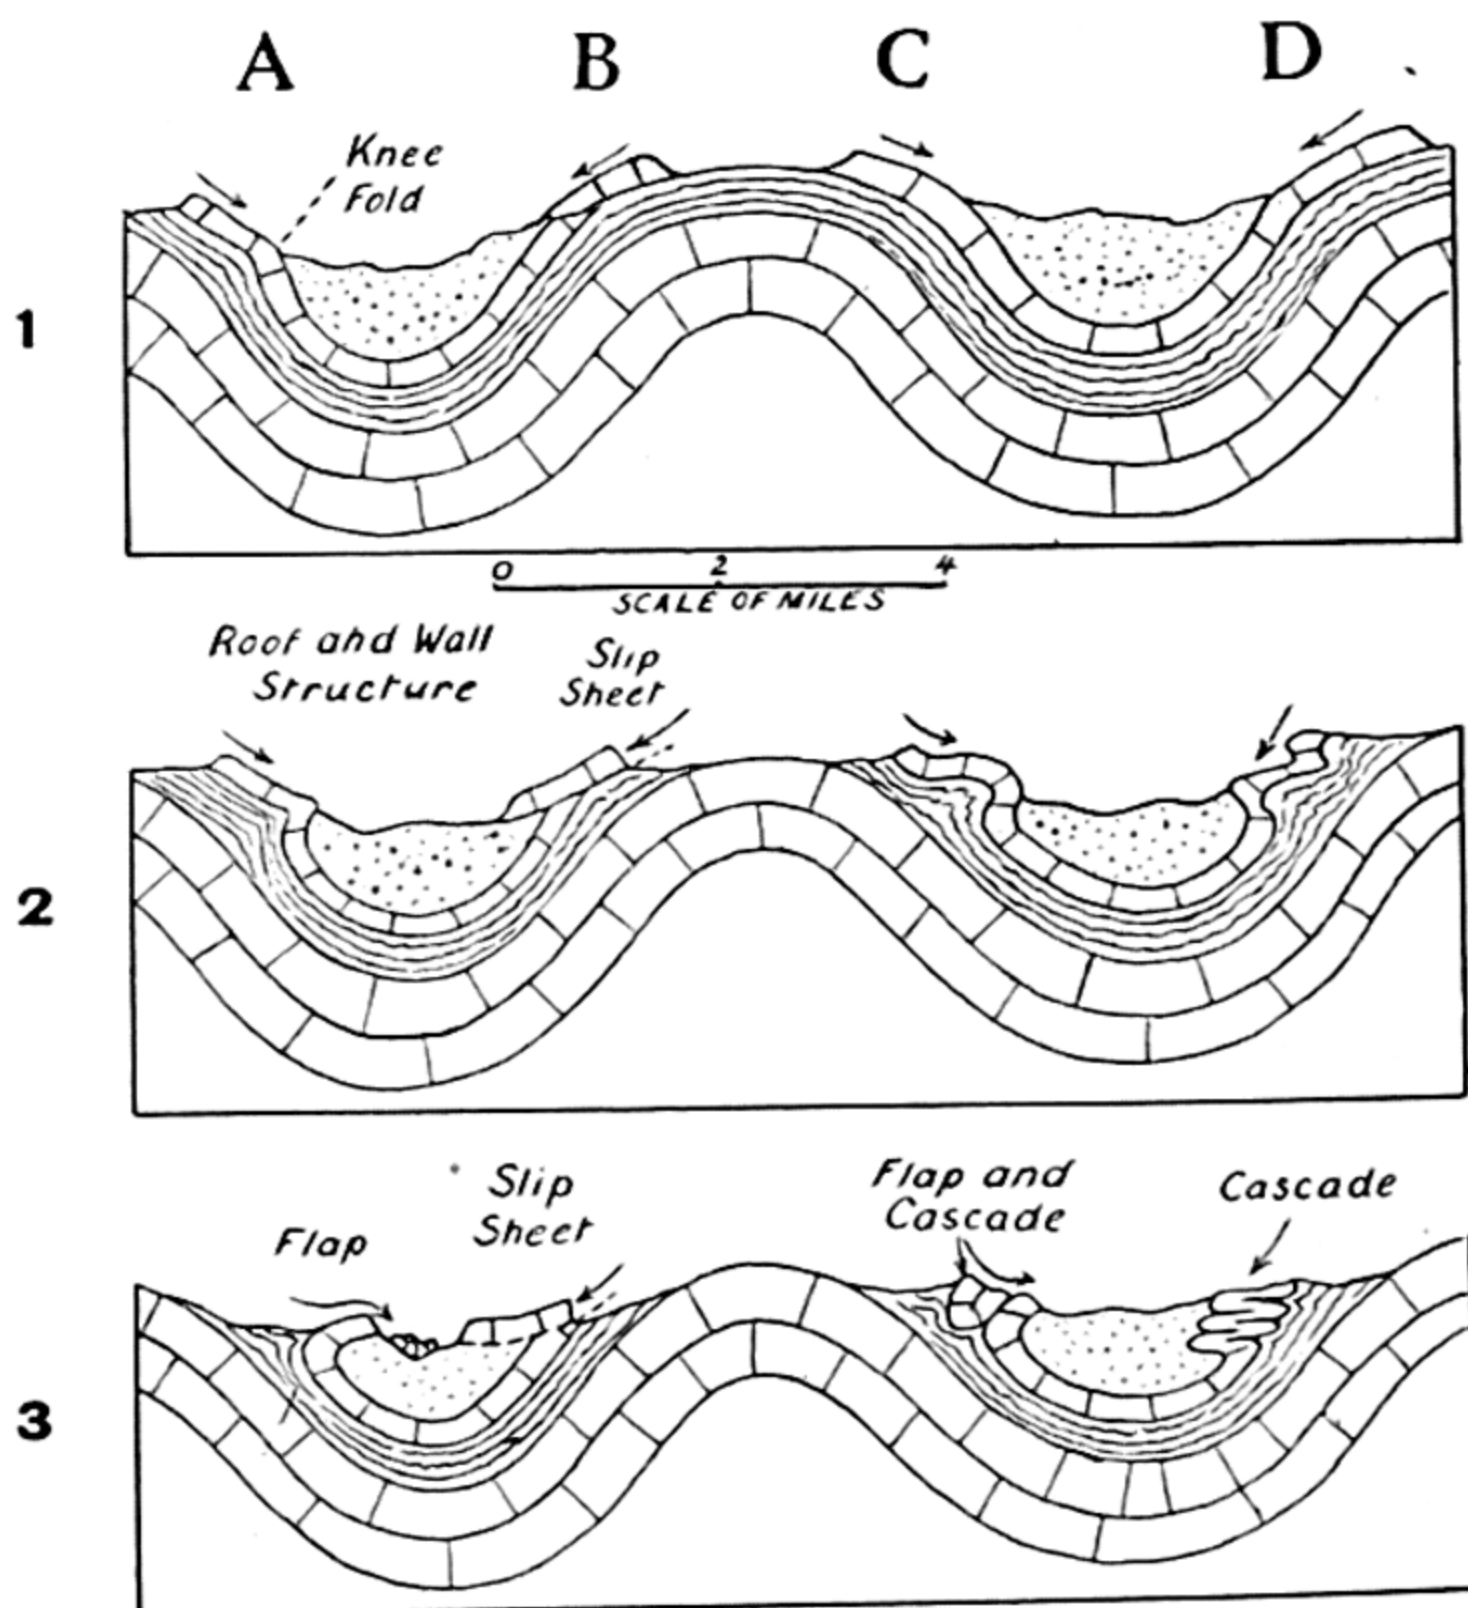 A B C D
Knee
Fold
1
0 2 4
SCALE OF MILES
Roof and Wall
Structure
Slip
Sheet
2
Flap
Slip
Sheet
Flap and
Cascade
Cascade
3